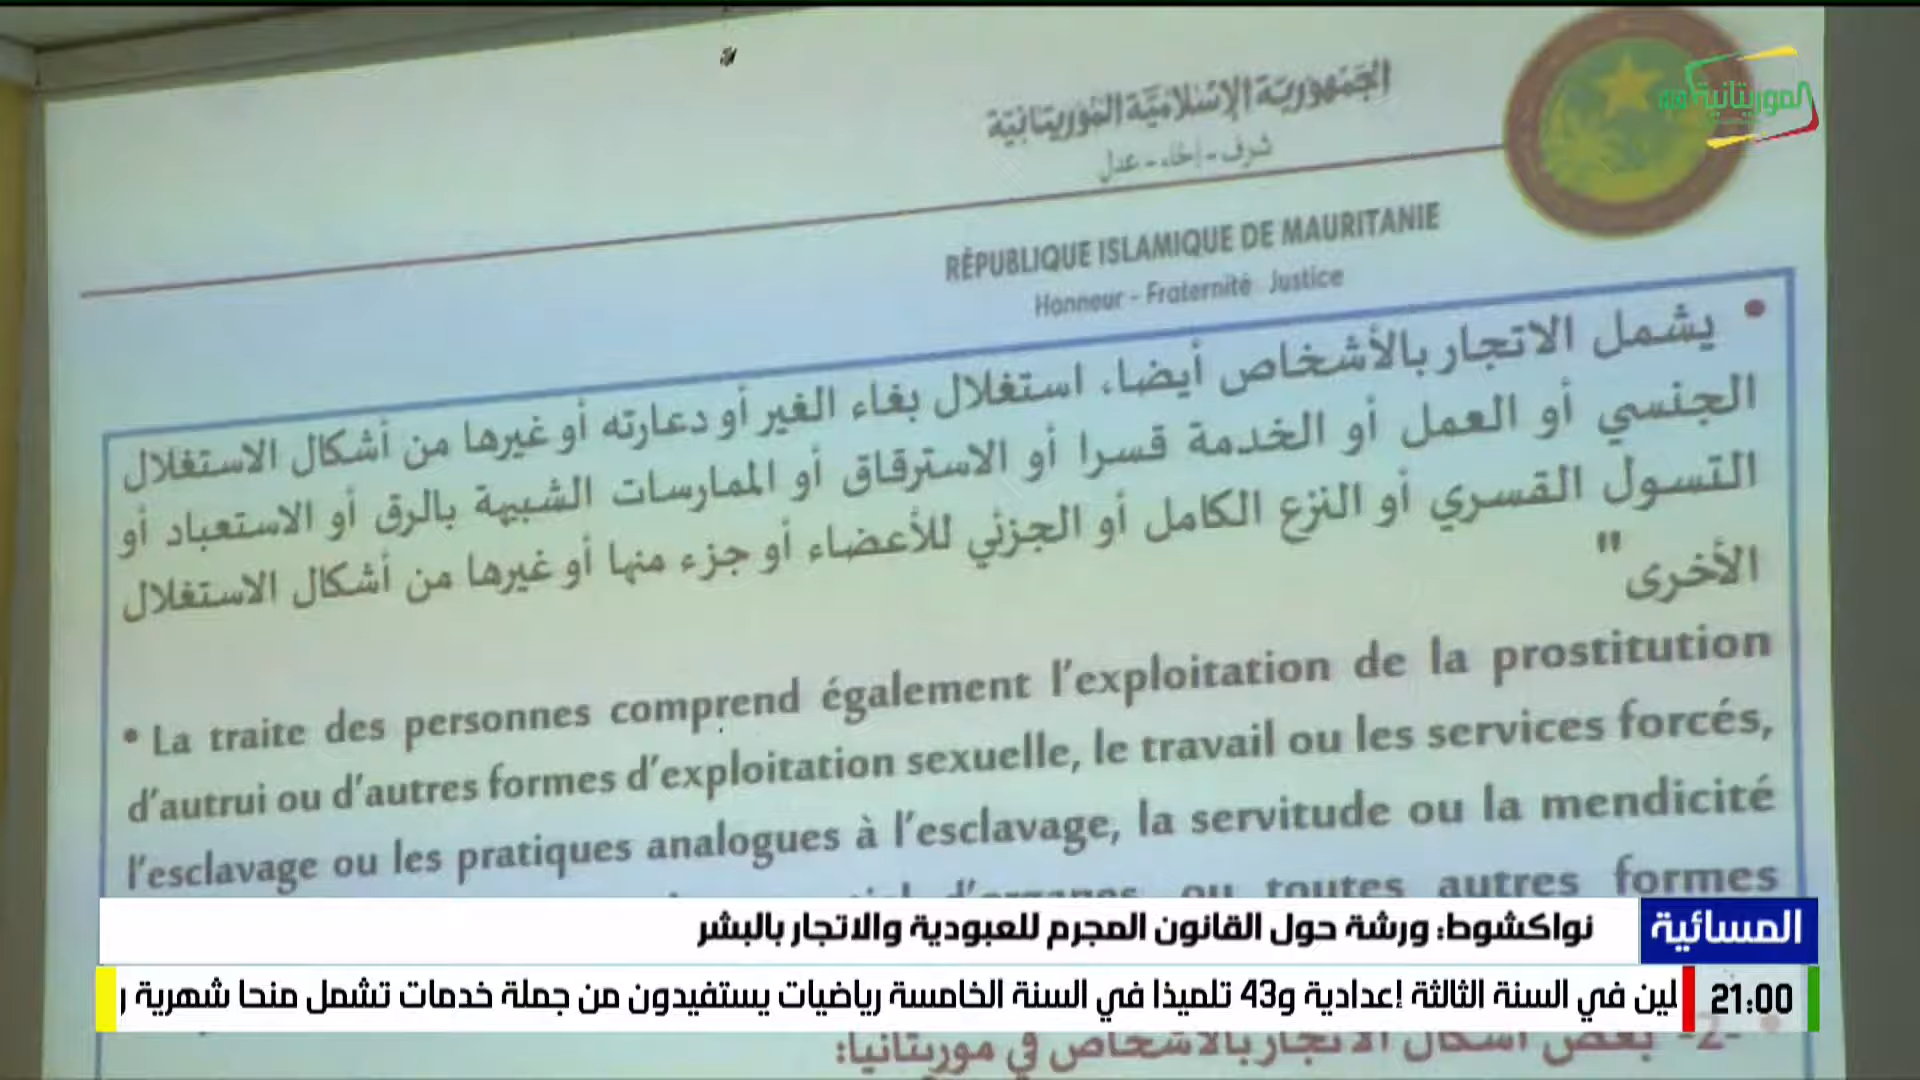 الموريتانية
الجمهورية الإسلامية الموريتانية
شرف - إخاء - عدل
RÉPUBLIQUE ISLAMIQUE DE MAURITANIE
Honneur - Fraternité Justice
• يشمل الاتجار بالأشخاص أيضا، استغلال بغاء الغير أو دعارته أو غيرها من أشكال الاستغلال
الجنسي أو العمل أو الخدمة قسرا أو الاسترقاق أو الممارسات الشبيهة بالرق أو الاستعباد أو
التسول القسري أو النزع الكامل أو الجزئي للأعضاء أو جزء منها أو غيرها من أشكال الاستغلال
الأخرى"
• La traite des personnes comprend également l'exploitation de la prostitution
d'autrui ou d'autres formes d'exploitation sexuelle, le travail ou les services forcés,
l'esclavage ou les pratiques analogues à l'esclavage, la servitude ou la mendicité
d'organes, ou toutes autres formes
المسائية
نواكشوط: ورشة حول القانون المجرم للعبودية والاتجار بالبشر
21:00
لين في السنة الثالثة إعدادية و43 تلميذا في السنة الخامسة رياضيات يستفيدون من جملة خدمات تشمل منحا شهرية و
-2- بعض أشكال الاتجار بالأشخاص في موريتانيا: